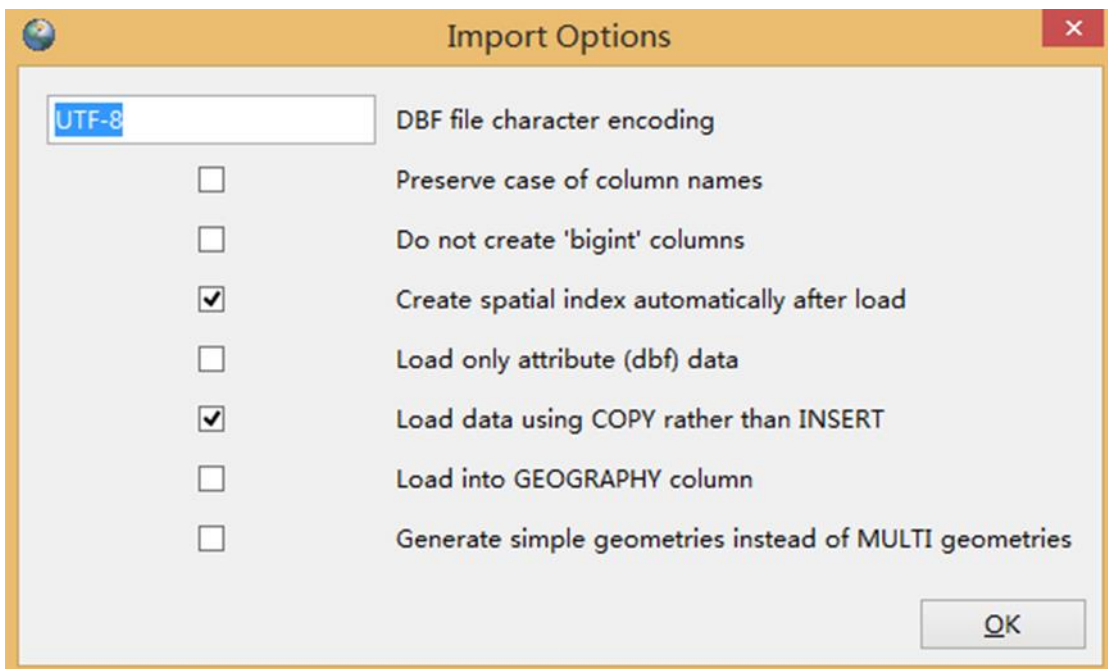 Import Options
UTF-8 DBF file character encoding
Preserve case of column names
Do not create 'bigint' columns
Create spatial index automatically after load
Load only attribute (dbf) data
Load data using COPY rather than INSERT
Load into GEOGRAPHY column
Generate simple geometries instead of MULTI geometries
OK